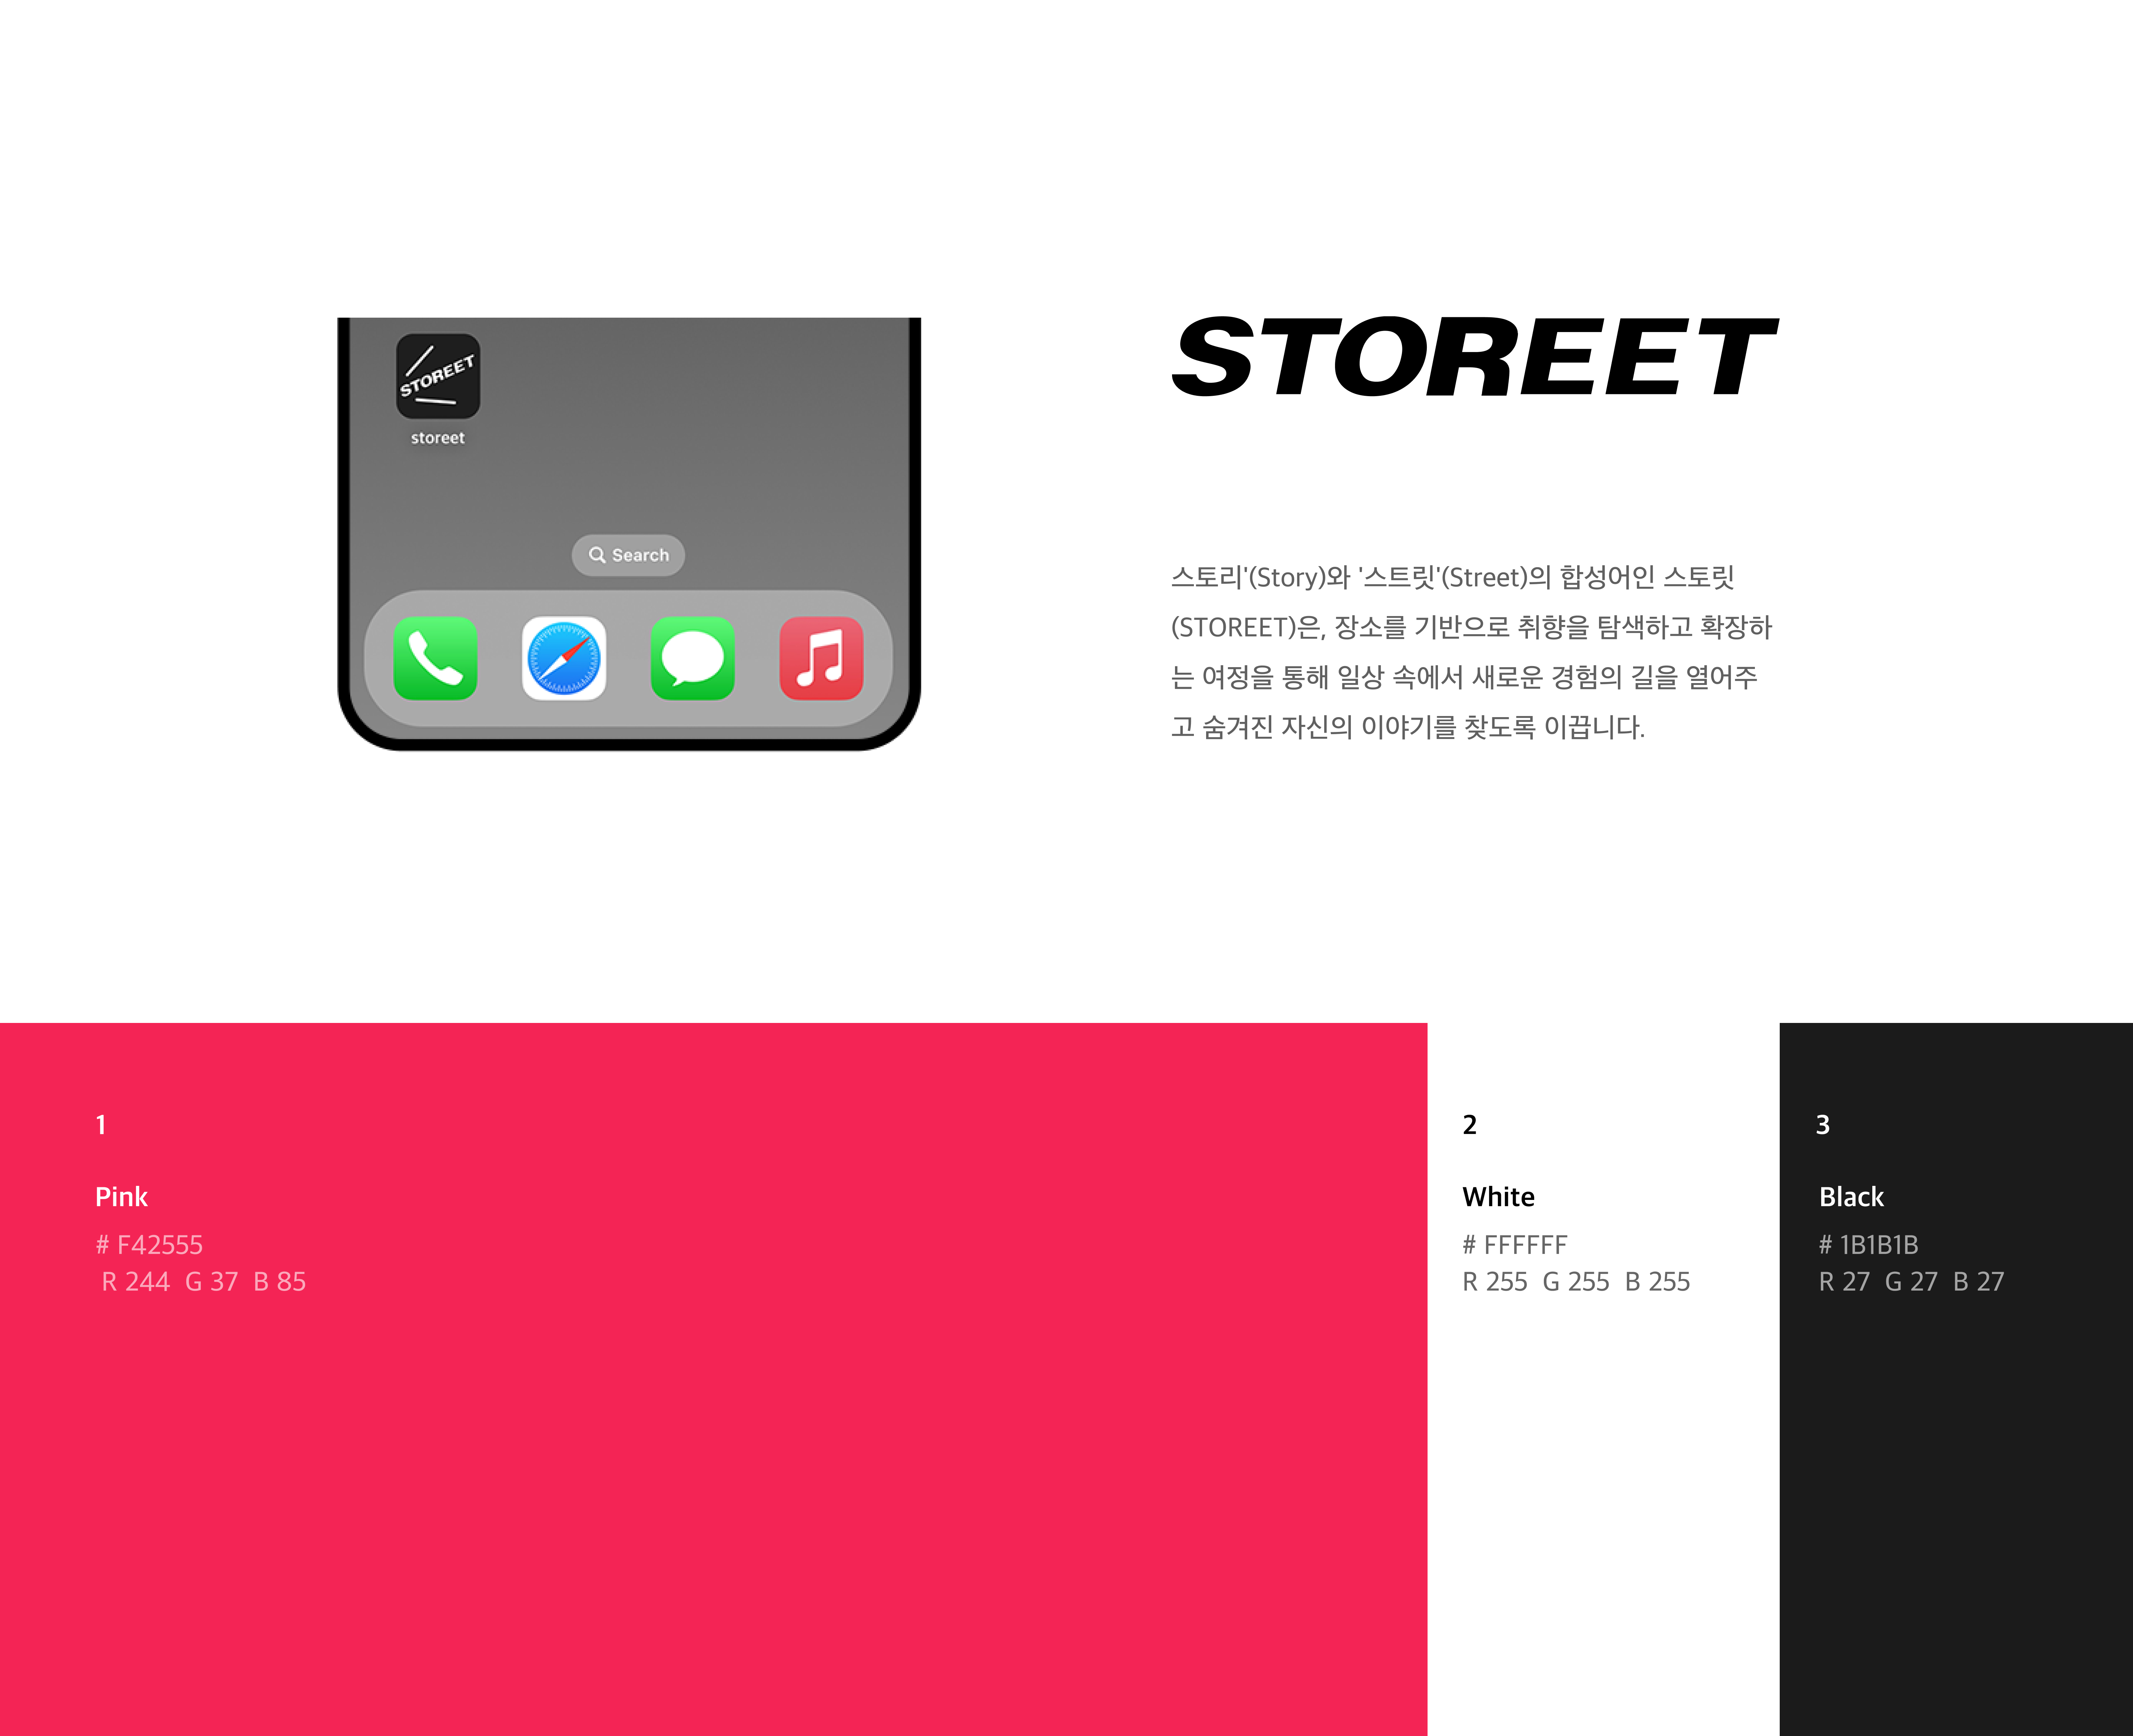 STOREET
storeet
Search
STOREET
스토리'(Story)와 '스트릿'(Street)의 합성어인 스토릿
(STOREET)은, 장소를 기반으로 취향을 탐색하고 확장하
는 여정을 통해 일상 속에서 새로운 경험의 길을 열어주
고 숨겨진 자신의 이야기를 찾도록 이끕니다.
1
Pink
# F42555
R 244 G 37 B 85
2
White
# FFFFFF
R 255 G 255 B 255
3
Black
# 1B1B1B
R 27 G 27 B 27